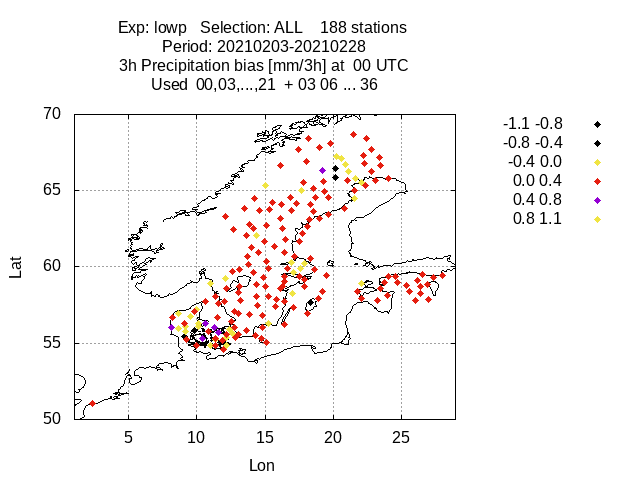 Exp: lowp   Selection: ALL    188 stations
Period: 20210203-20210228
3h Precipitation bias [mm/3h] at  00 UTC
Used  00,03,...,21  + 03 06 ... 36
70
65
60
55
50
Lat
5 10 15 20 25
Lon
-1.1 -0.8
-0.8 -0.4
-0.4 0.0
0.0 0.4
0.4 0.8
0.8 1.1